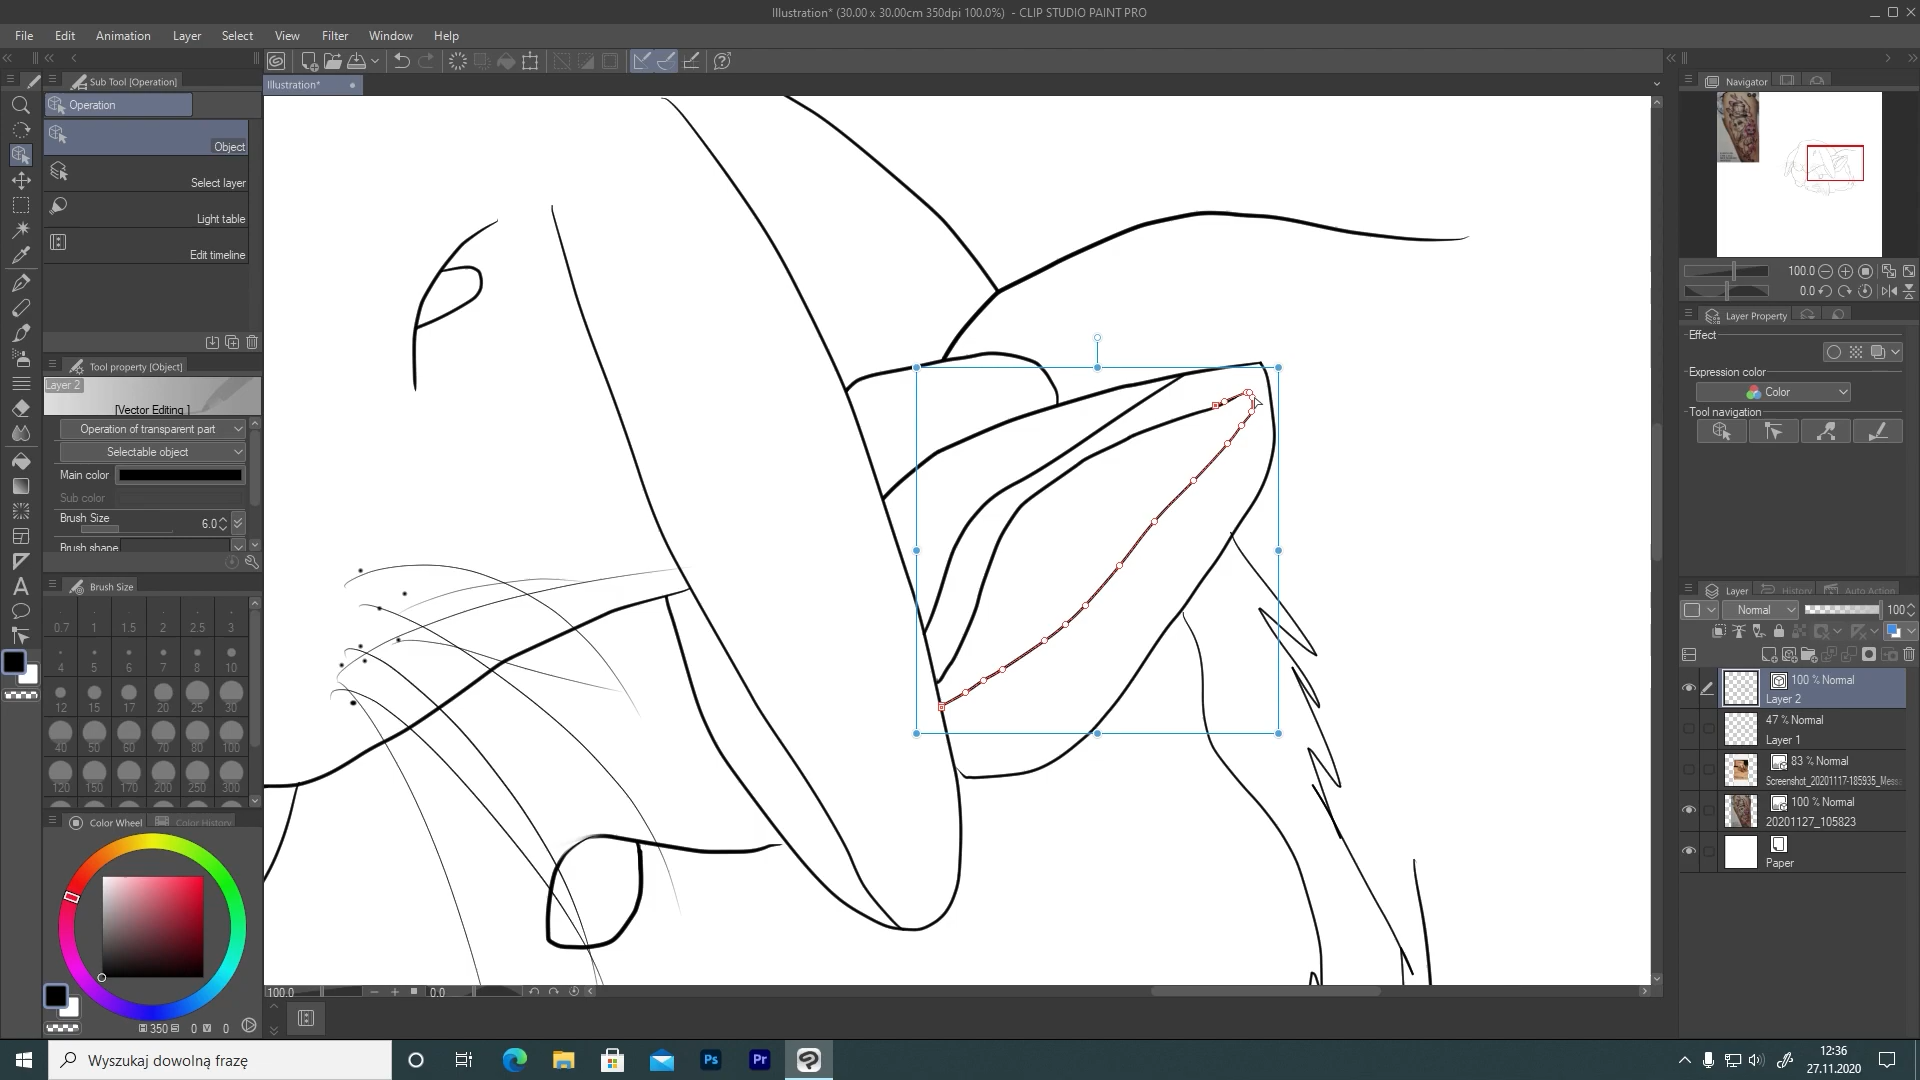 Illustration* (30.00 x 30.00cm 350dpi 100.0%) - CLIP STUDIO PAINT PRO
File Edit Animation Layer Select View Filter Window Help
Sub Tool [Operation]
Illustration*
Navigator
Operation
Object
Select layer
Light table
Edit timeline
100.0
0.0
Layer Property
Effect
Expression color
Color
Tool navigation
Tool property [Object]
Layer 2
[Vector Editing ]
Operation of transparent part
Selectable object
Main color
Sub color
Brush Size
6.0
Brush shape
Brush Size
0.7 1 1.5 2 2.5 3
4 5 6 7 8 10
12 15 17 20 25 30
40 50 60 70 80 100
120 150 170 200 250 300
Layer History Auto Action
Normal 100
100 % Normal
Layer 2
47 % Normal
Layer 1
83 % Normal
Screenshot_20201117-185935_Mess
100 % Normal
20201127_105823
Paper
Color Wheel Color History
H 350 S 0 V 0
100.0 0.0
Wyszukaj dowolną frazę
Ps
Pr
12:36
27.11.2020